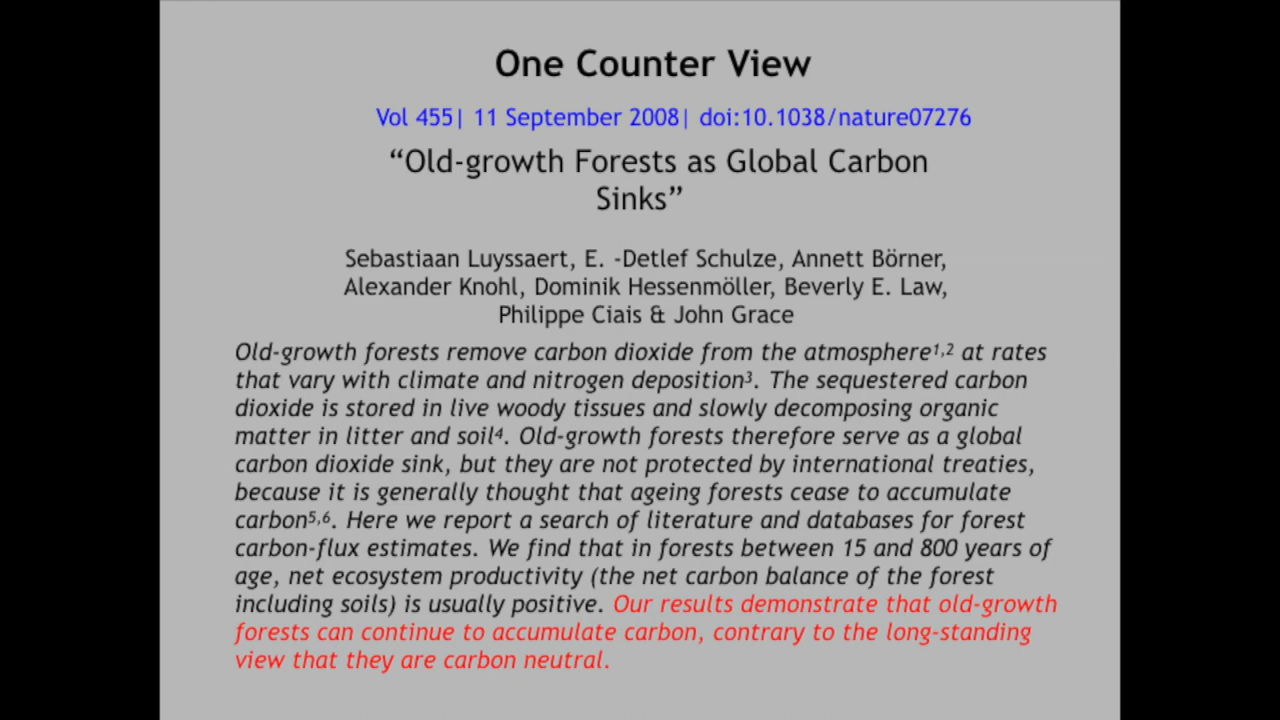 One Counter View
Vol 455| 11 September 2008| doi:10.1038/nature07276
“Old-growth Forests as Global Carbon
Sinks”
Sebastiaan Luyssaert, E. -Detlef Schulze, Annett Börner,
Alexander Knohl, Dominik Hessenmöller, Beverly E. Law,
Philippe Ciais & John Grace
Old-growth forests remove carbon dioxide from the atmosphere1,2 at rates
that vary with climate and nitrogen deposition3. The sequestered carbon
dioxide is stored in live woody tissues and slowly decomposing organic
matter in litter and soil4. Old-growth forests therefore serve as a global
carbon dioxide sink, but they are not protected by international treaties,
because it is generally thought that ageing forests cease to accumulate
carbon5,6. Here we report a search of literature and databases for forest
carbon-flux estimates. We find that in forests between 15 and 800 years of
age, net ecosystem productivity (the net carbon balance of the forest
including soils) is usually positive. Our results demonstrate that old-growth
forests can continue to accumulate carbon, contrary to the long-standing
view that they are carbon neutral.